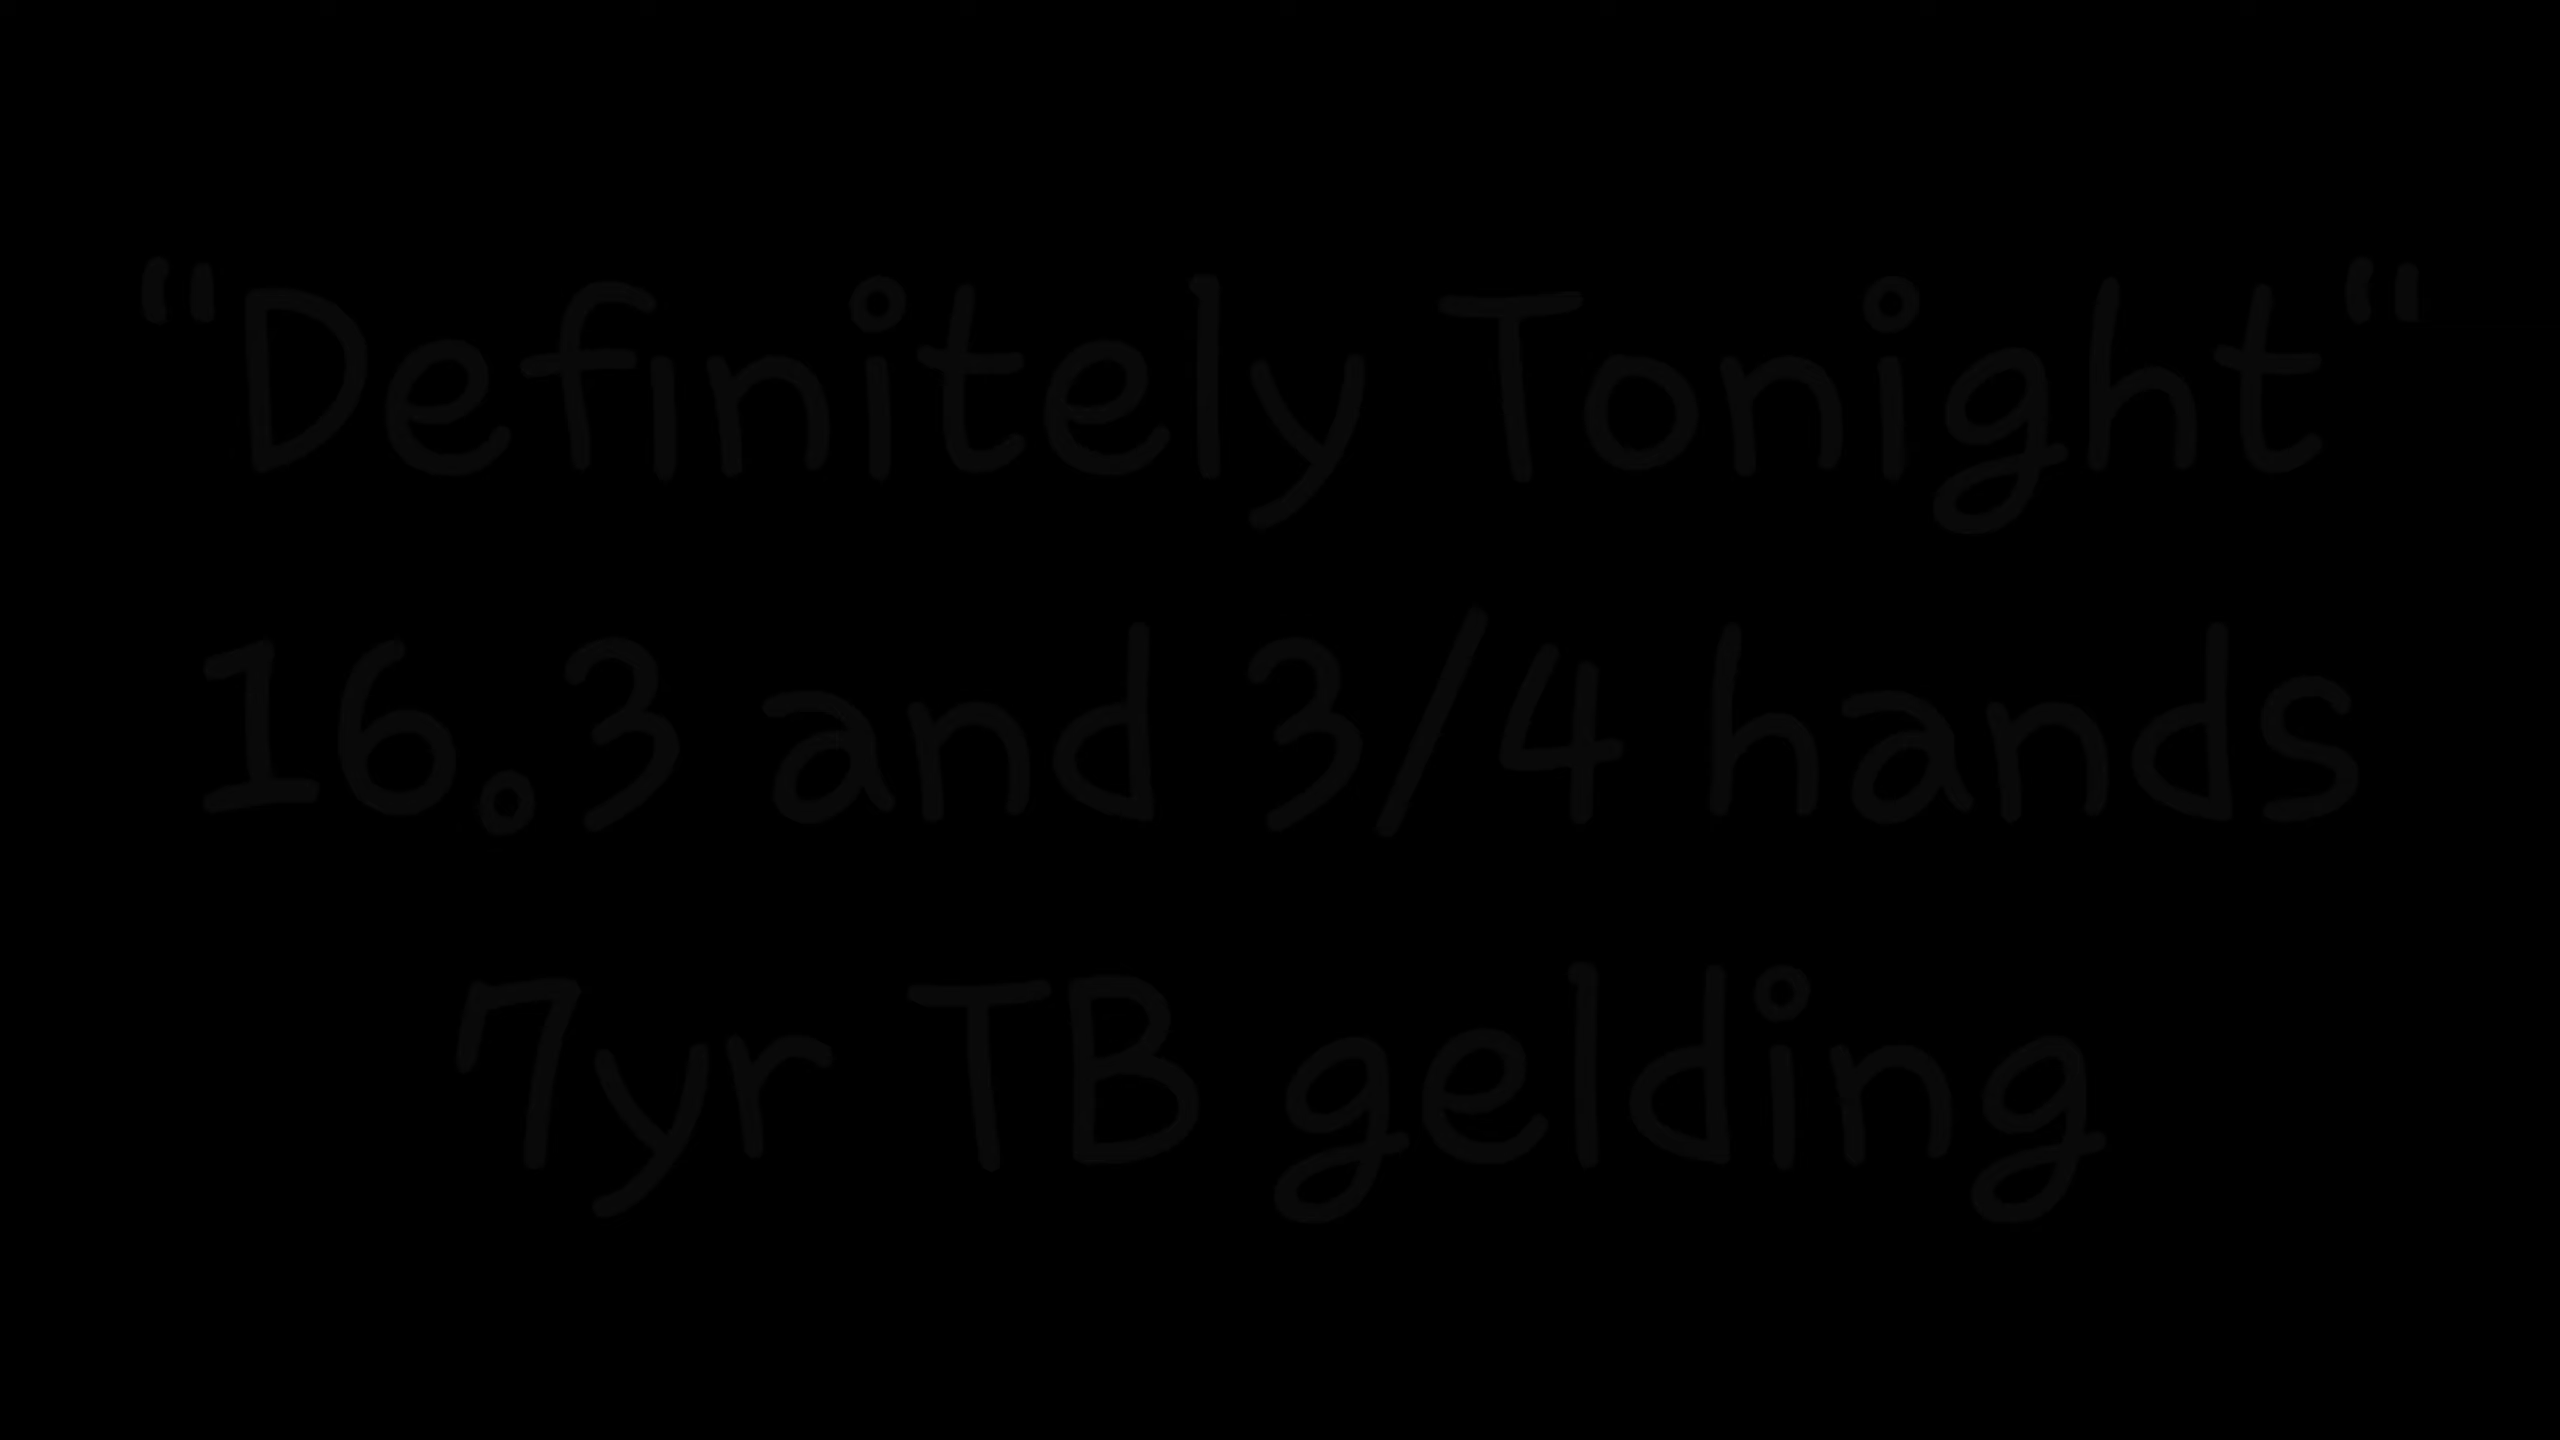 "Definitely Tonight"
16.3 and 3/4 hands
7yr TB gelding